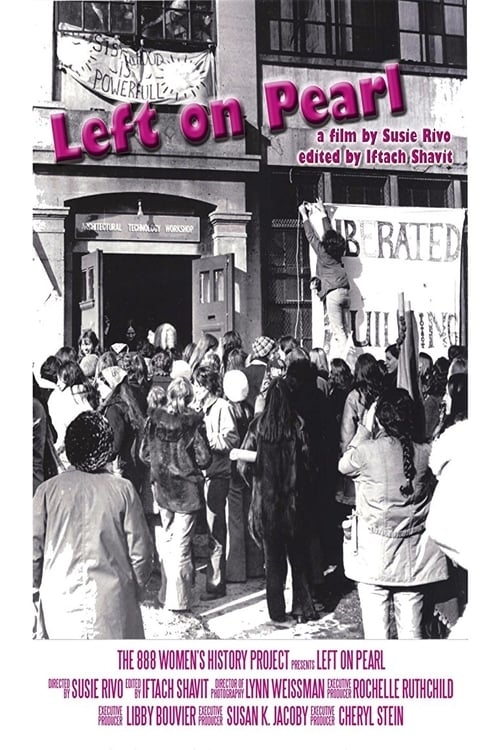 SISTERHOOD
IS
POWERFUL
Left on Pearl
a film by Susie Rivo
edited by Iftach Shavit
ARCHITECTURAL TECHNOLOGY WORKSHOP
LIBERATED
BUILDING
THE 888 WOMEN'S HISTORY PROJECT PRESENTS LEFT ON PEARL
DIRECTED BY SUSIE RIVO EDITED BY IFTACH SHAVIT DIRECTOR OF PHOTOGRAPHY LYNN WEISSMAN EXECUTIVE PRODUCER ROCHELLE RUTHCHILD
EXECUTIVE PRODUCER LIBBY BOUVIER EXECUTIVE PRODUCER SUSAN K. JACOBY EXECUTIVE PRODUCER CHERYL STEIN